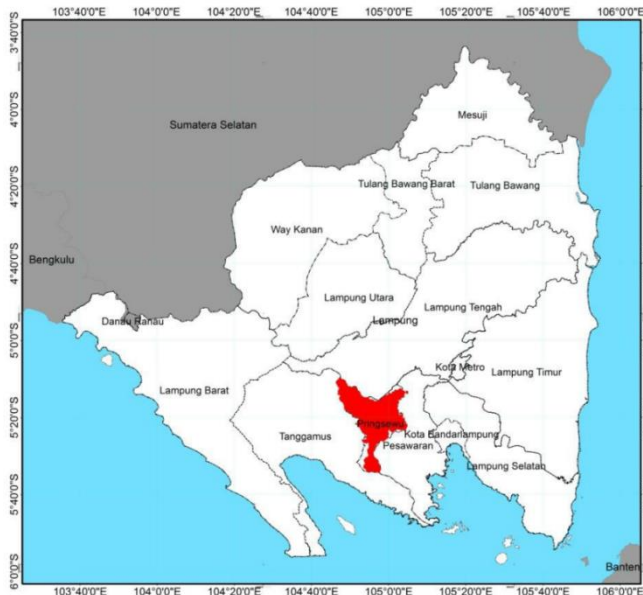 103°40'0"E 104°0'0"E 104°20'0"E 104°40'0"E 105°0'0"E 105°20'0"E 105°40'0"E 106°0'0"E
3°40'0"S
4°0'0"S
4°20'0"S
4°40'0"S
5°0'0"S
5°20'0"S
5°40'0"S
6°0'0"S
Mesuji
Sumatera Selatan
Tulang Bawang Barat
Tulang Bawang
Way Kanan
Bengkulu
Lampung Utara
Lampung Tengah
Danau Ranau
Lampung
Kota Metro
Lampung Timur
Lampung Barat
Pringsewu
Tanggamus
Kota Bandarlampung
Pesawaran
Lampung Selatan
Banten
103°40'0"E 104°0'0"E 104°20'0"E 104°40'0"E 105°0'0"E 105°20'0"E 105°40'0"E 106°0'0"E